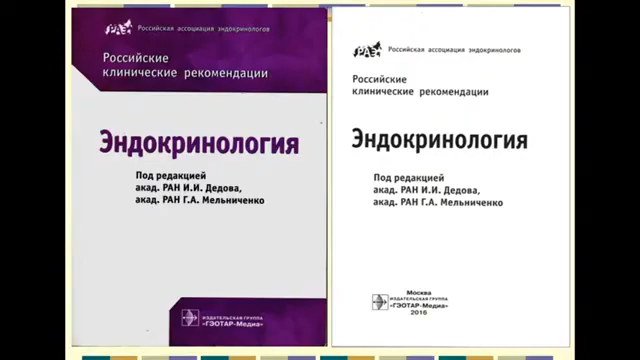 РАЭ Российская ассоциация эндокринологов
Российские
клинические рекомендации
Эндокринология
Под редакцией
акад. РАН И.И. Дедова,
акад. РАН Г.А. Мельниченко
ИЗДАТЕЛЬСКАЯ ГРУППА
«ГЭОТАР-Медиа»
РАЭ Российская ассоциация эндокринологов
Российские
клинические рекомендации
Эндокринология
Под редакцией
акад. РАН И.И. Дедова,
акад. РАН Г.А. Мельниченко
Москва
ИЗДАТЕЛЬСКАЯ ГРУППА
«ГЭОТАР-Медиа»
2016